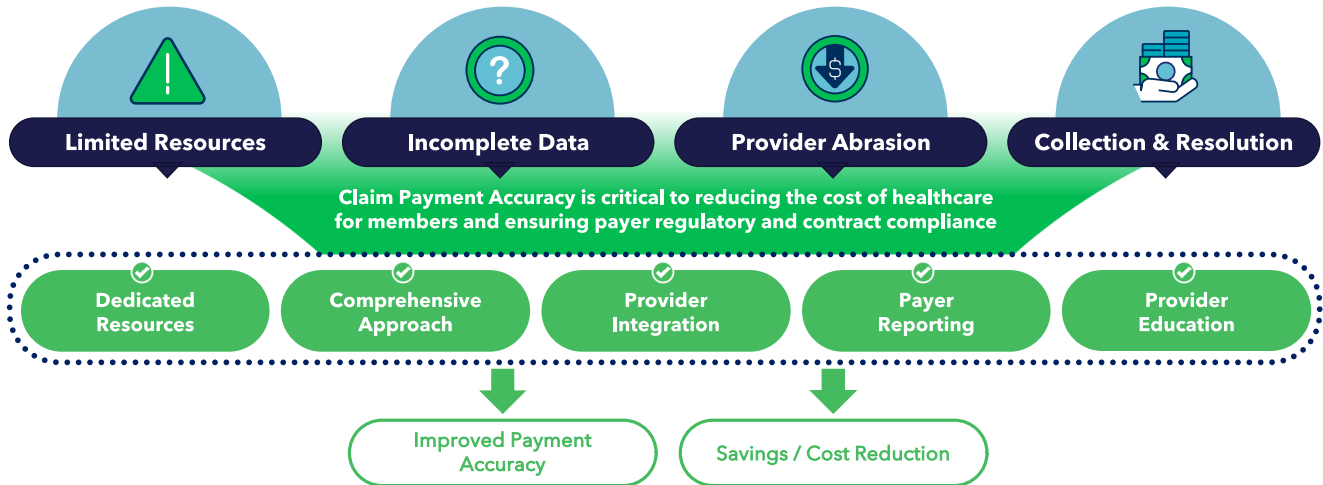 Limited Resources
Incomplete Data
Provider Abrasion
Collection & Resolution
Claim Payment Accuracy is critical to reducing the cost of healthcare
for members and ensuring payer regulatory and contract compliance
Dedicated
Resources
Comprehensive
Approach
Provider
Integration
Payer
Reporting
Provider
Education
Improved Payment
Accuracy
Savings / Cost Reduction